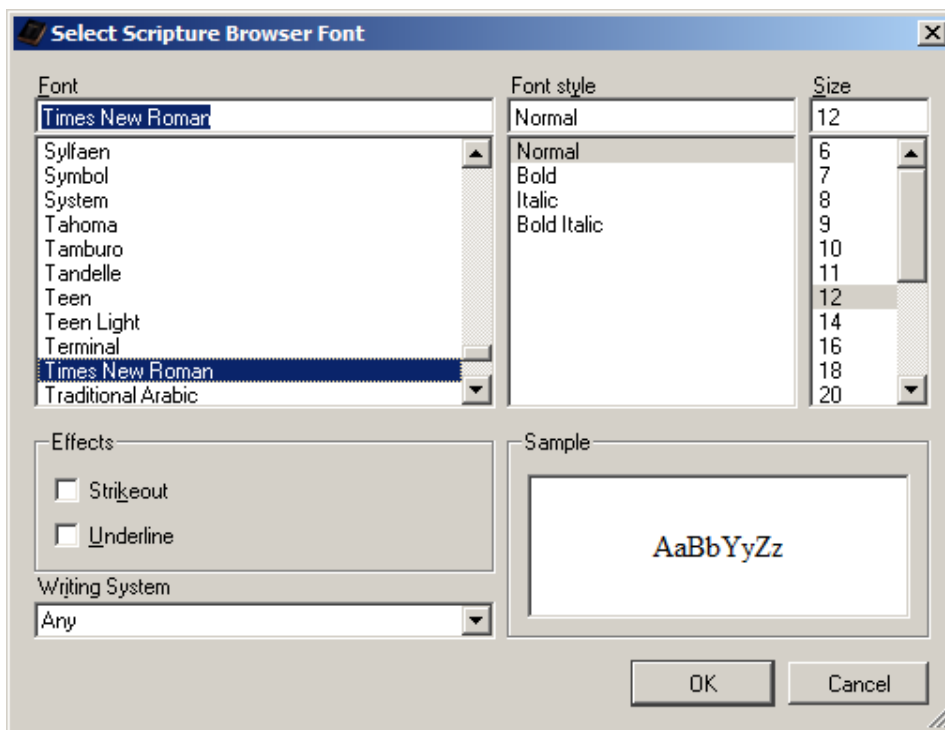 Select Scripture Browser Font
Font
Times New Roman
Sylfaen
Symbol
System
Tahoma
Tamburo
Tandelle
Teen
Teen Light
Terminal
Times New Roman
Traditional Arabic
Font style
Normal
Normal
Bold
Italic
Bold Italic
Size
12
6
7
8
9
10
11
12
14
16
18
20
Effects
Strikeout
Underline
Writing System
Any
Sample
AaBbYyZz
OK
Cancel